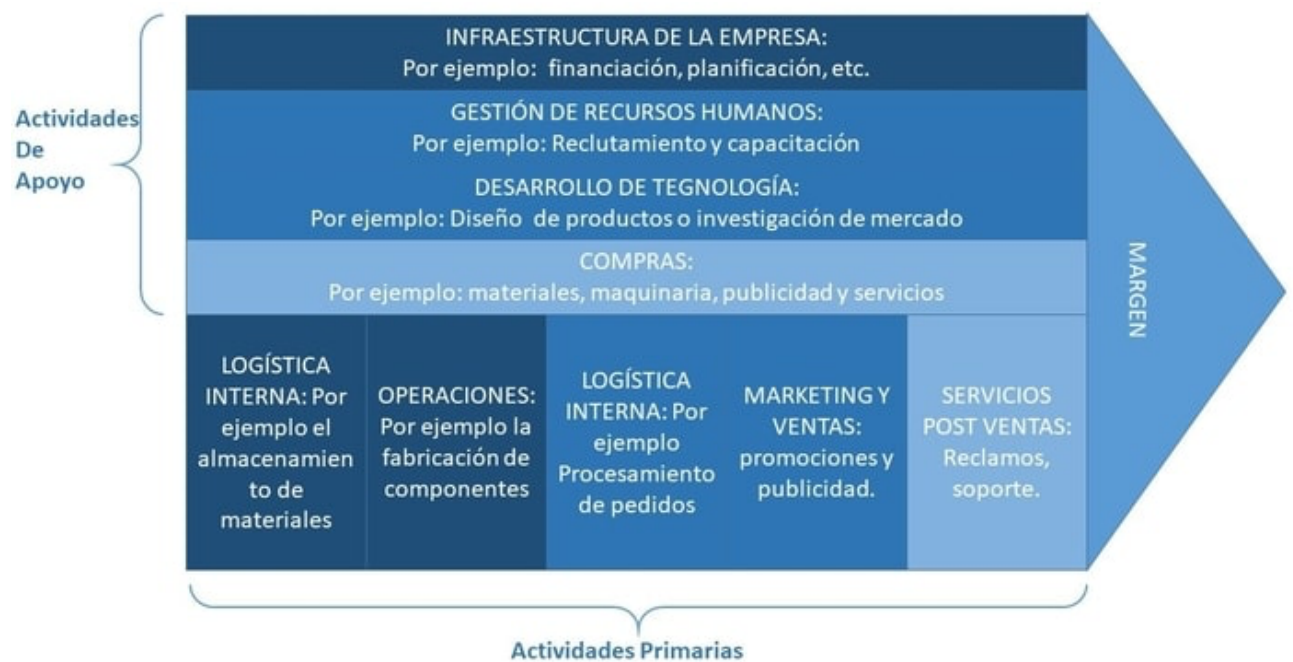 INFRAESTRUCTURA DE LA EMPRESA:
Por ejemplo: financiación, planificación, etc.
Actividades
De
Apoyo
GESTIÓN DE RECURSOS HUMANOS:
Por ejemplo: Reclutamiento y capacitación
DESARROLLO DE TEGNOLOGÍA:
Por ejemplo: Diseño de productos o investigación de mercado
COMPRAS:
Por ejemplo: materiales, maquinaria, publicidad y servicios
MARGEN
LOGÍSTICA
INTERNA: Por
ejemplo el
almacenamien
to de
materiales
OPERACIONES:
Por ejemplo la
fabricación de
componentes
LOGÍSTICA
INTERNA: Por
ejemplo
Procesamiento
de pedidos
MARKETING Y
VENTAS:
promociones y
publicidad.
SERVICIOS
POST VENTAS:
Reclamos,
soporte.
Actividades Primarias